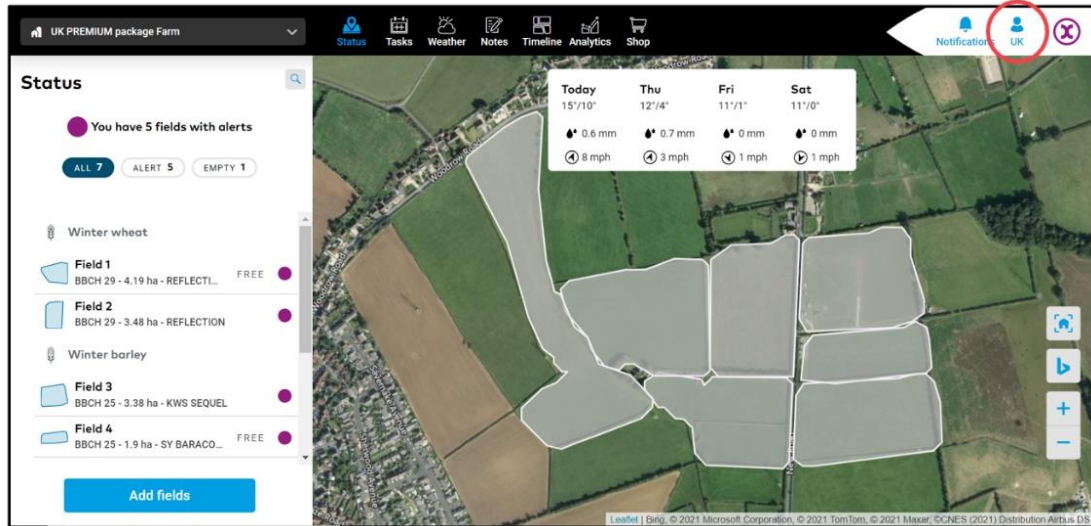 UK PREMIUM package Farm
Status
Tasks
Weather
Notes
Timeline
Analytics
Shop
Notifications
UK
Status
You have 5 fields with alerts
ALL 7
ALERT 5
EMPTY 1
Winter wheat
Field 1
BBCH 29 - 4.19 ha - REFLECTI...
FREE
Field 2
BBCH 29 - 3.48 ha - REFLECTION
Winter barley
Field 3
BBCH 25 - 3.38 ha - KWS SEQUEL
Field 4
BBCH 25 - 1.9 ha - SY BARACO...
FREE
Add fields
Today
15°/10°
0.6 mm
8 mph
Thu
12°/4°
0.7 mm
3 mph
Fri
11°/1°
0 mm
1 mph
Sat
11°/0°
0 mm
1 mph
Woodrow Road
Woodrow Road
+
−
Leaflet | Bing, © 2021 Microsoft Corporation, © 2021 TomTom, © 2021 Maxar, ©CNES (2021) Distribution Airbus DS